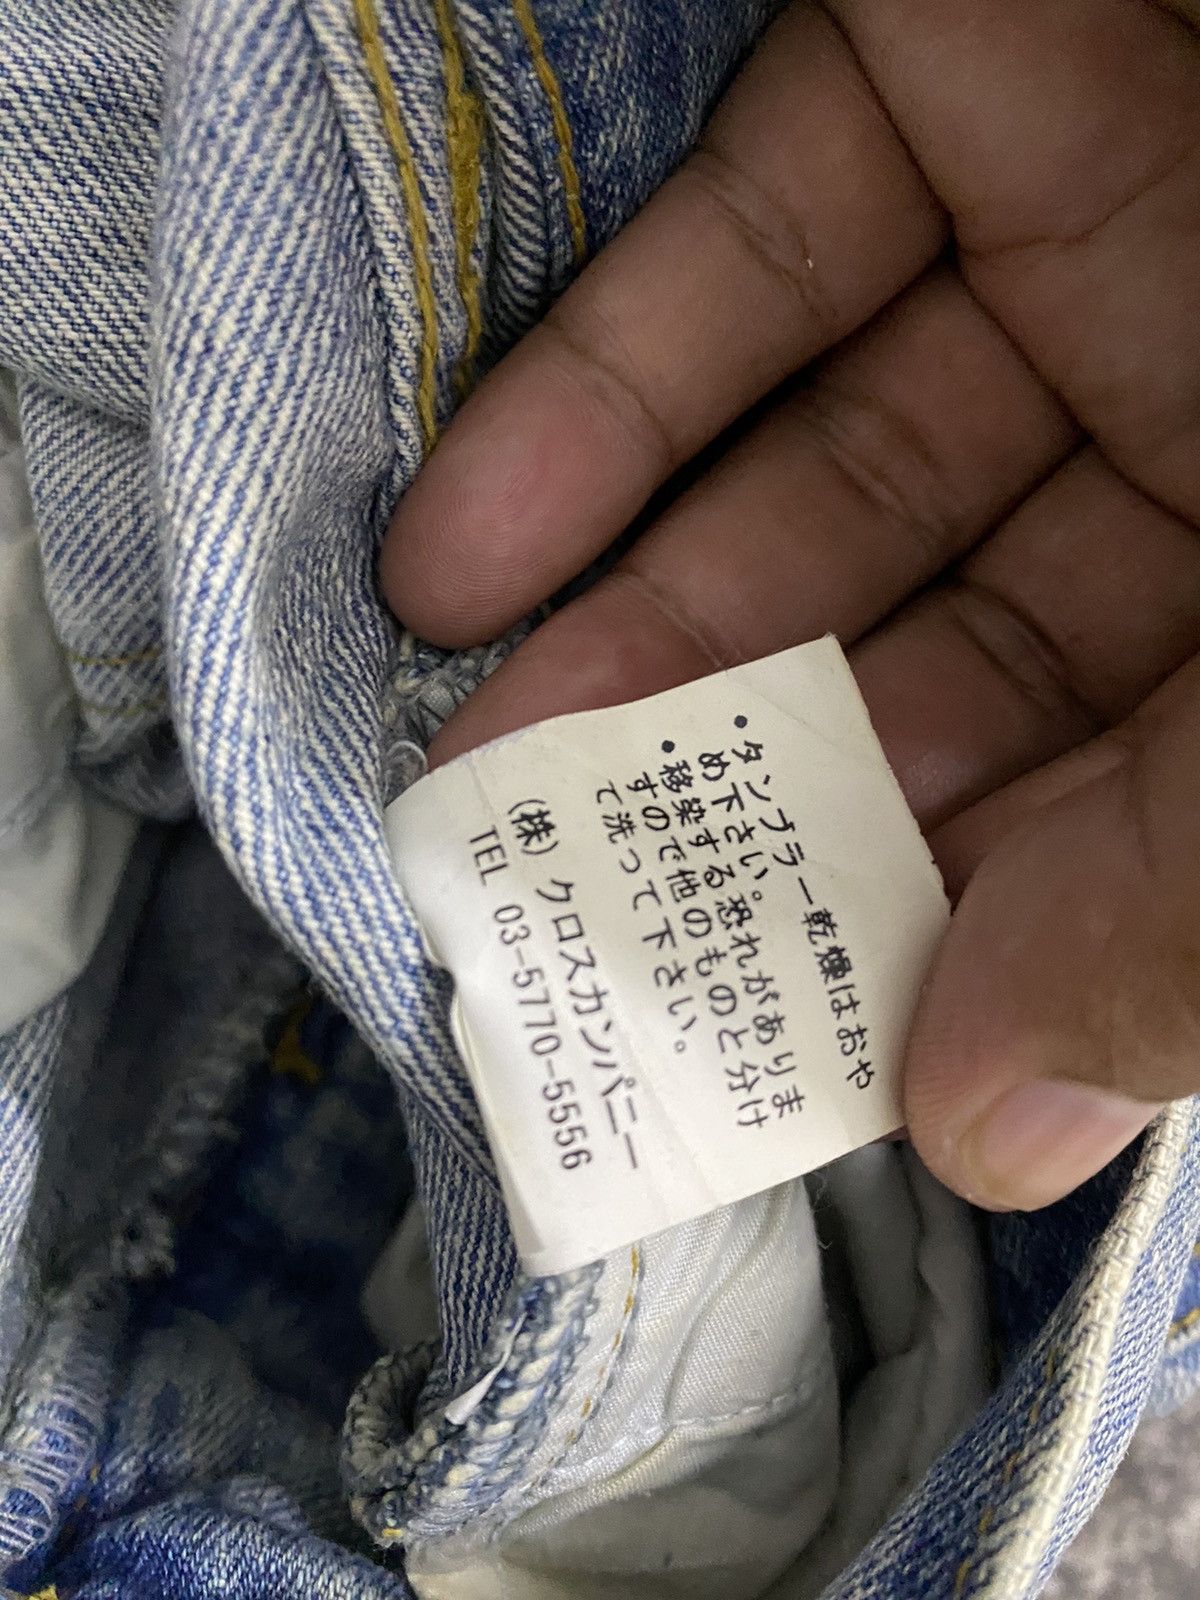 ・タンブラー乾燥はおや
め下さい。
・移染する恐れがありま
すので他のものと分け
て洗って下さい。
(株)クロスカンパニー
TEL 03-5770-5556